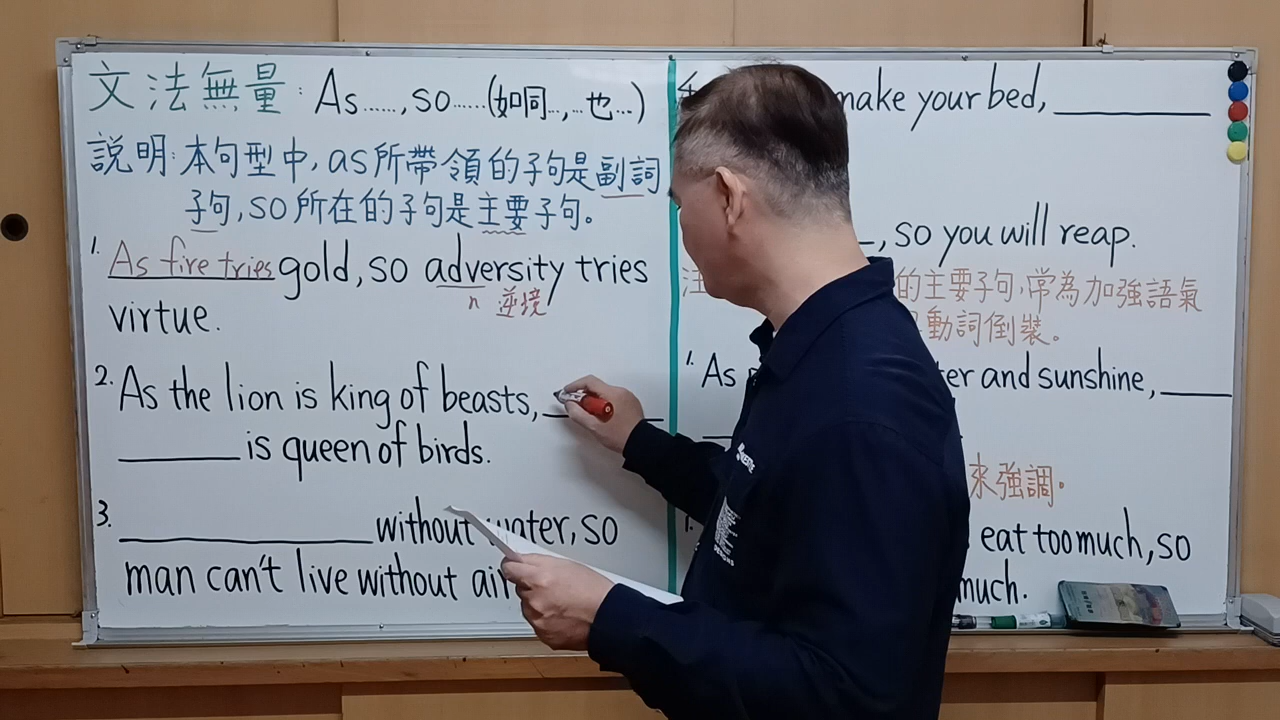 文法無量: As……, so……(如同…,…也…)
説明:本句型中, as所帶領的子句是副詞
子句, so所在的子句是主要子句。
1. As fire tries gold, so adversity tries
n 逆境
virtue.
2. As the lion is king of beasts,
is queen of birds.
3. without water, so
man can't live without air
make your bed,
, so you will reap.
注 的主要子句,常為加強語氣
動詞倒裝。
1. As and sunshine,
來強調。
1. eat too much, so
much.